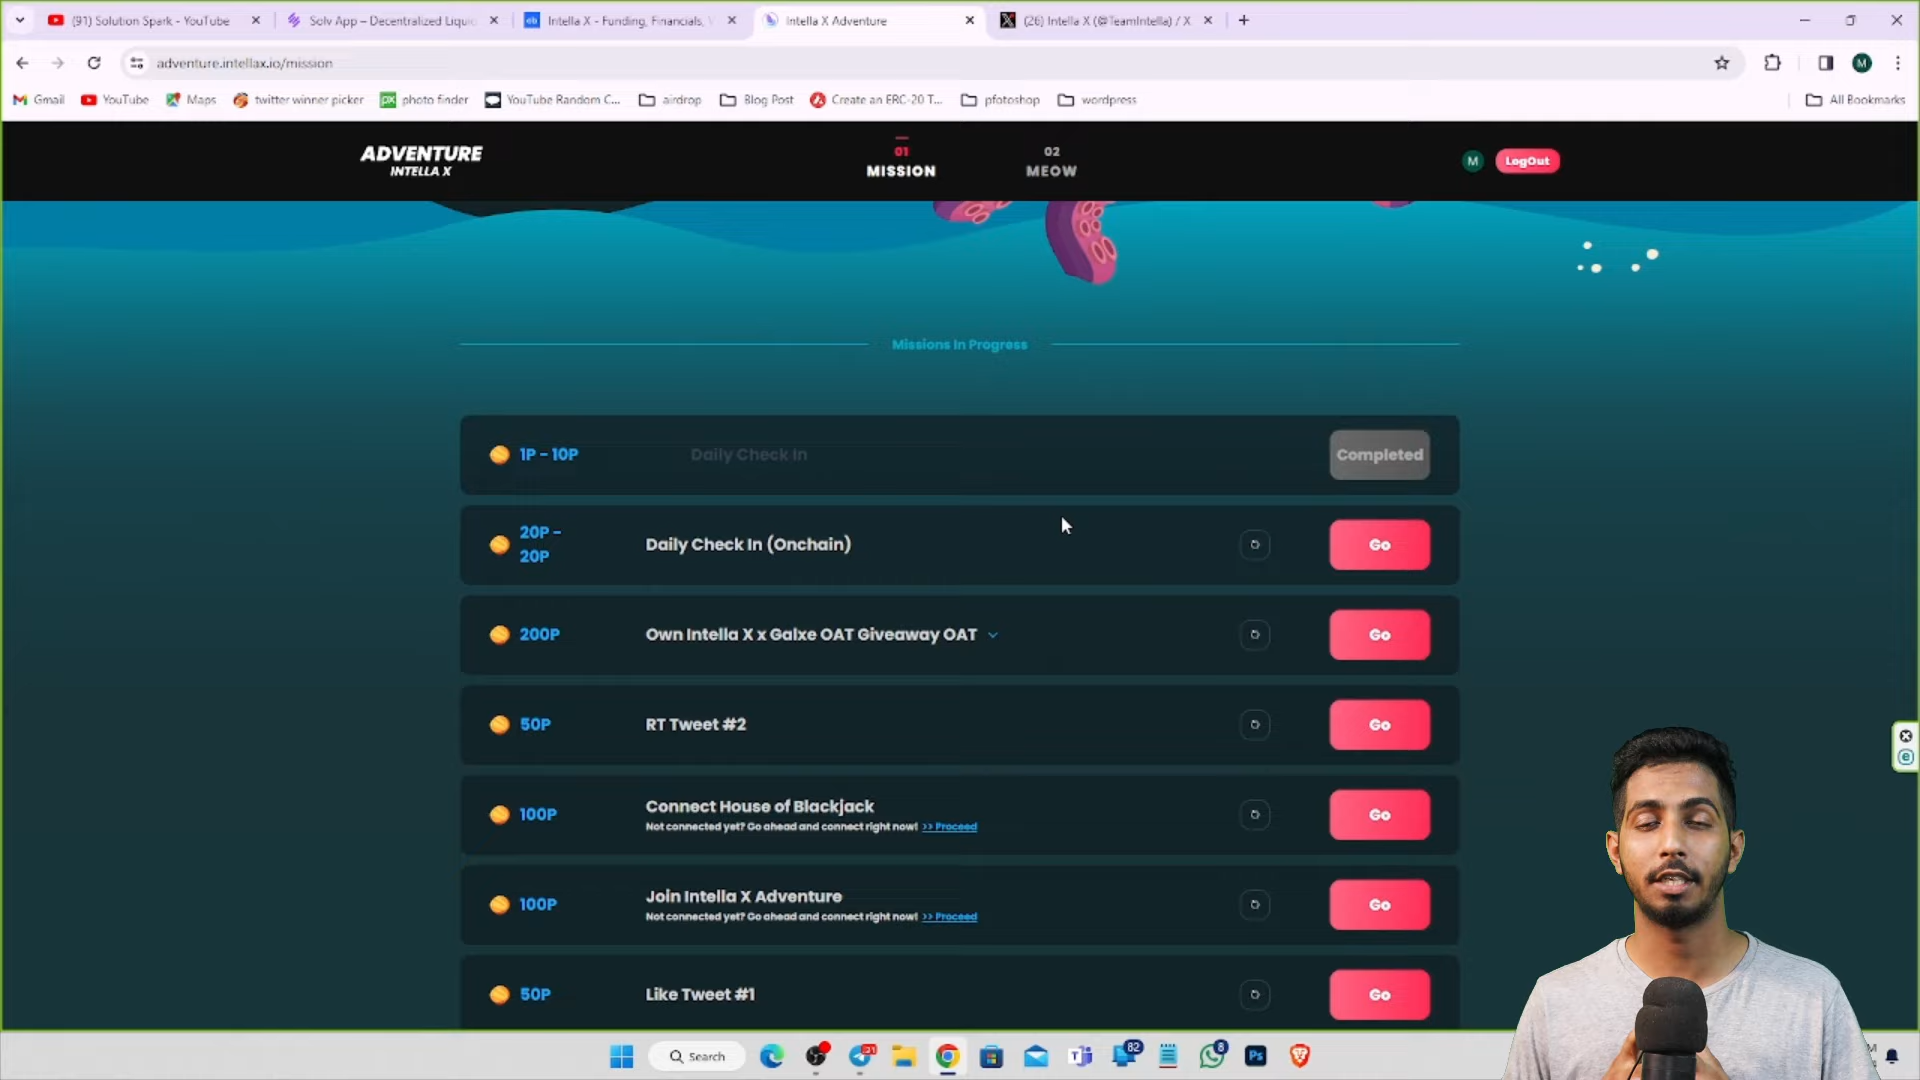 (91) Solution Spark - YouTube
Solv App – Decentralized Liquid
Intella X - Funding, Financials, V
Intella X Adventure
(26) Intella X (@TeamIntella) / X
adventure.intellax.io/mission
M
Gmail
YouTube
Maps
twitter winner picker
photo finder
YouTube Random C...
airdrop
Blog Post
Create an ERC-20 T...
pfotoshop
wordpress
All Bookmarks
ADVENTURE
INTELLA X
01
MISSION
02
MEOW
M
LogOut
Missions In Progress
1P - 10P
Daily Check In
Completed
20P -
20P
Daily Check In (Onchain)
Go
200P
Own Intella X x Galxe OAT Giveaway OAT
Go
50P
RT Tweet #2
Go
100P
Connect House of Blackjack
Not connected yet? Go ahead and connect right now! >> Proceed
Go
100P
Join Intella X Adventure
Not connected yet? Go ahead and connect right now! >> Proceed
Go
50P
Like Tweet #1
Go
Search
82
8
Ps